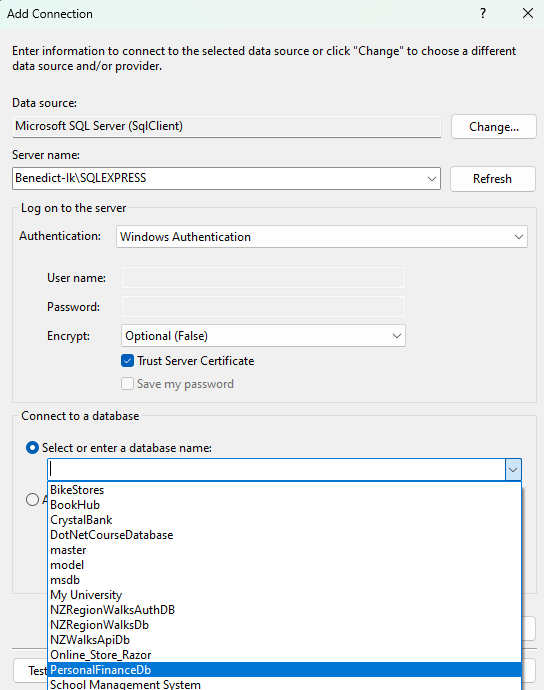 Add Connection
?
Enter information to connect to the selected data source or click "Change" to choose a different
data source and/or provider.
Data source:
Microsoft SQL Server (SqlClient)
Change...
Server name:
Benedict-Ik\SQLEXPRESS
Refresh
Log on to the server
Authentication:
Windows Authentication
User name:
Password:
Encrypt:
Optional (False)
Trust Server Certificate
Save my password
Connect to a database
Select or enter a database name:
BikeStores
BookHub
CrystalBank
DotNetCourseDatabase
master
model
msdb
My University
NZRegionWalksAuthDB
NZRegionWalksDb
NZWalksApiDb
Online_Store_Razor
PersonalFinanceDb
School Management System
Test